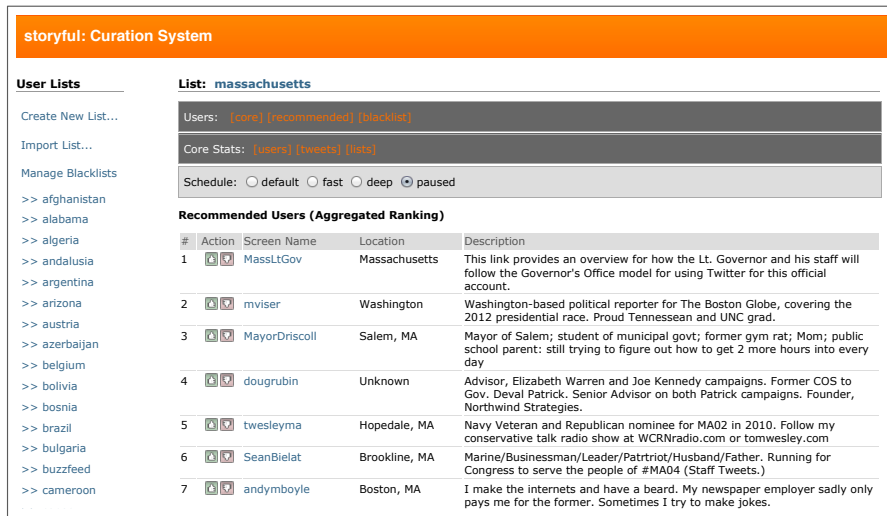 storyful: Curation System
User Lists
Create New List...
Import List...
Manage Blacklists
>> afghanistan
>> alabama
>> algeria
>> andalusia
>> argentina
>> arizona
>> austria
>> azerbaijan
>> belgium
>> bolivia
>> bosnia
>> brazil
>> bulgaria
>> buzzfeed
>> cameroon
List: massachusetts
Users: [core] [recommended] [blacklist]
Core Stats: [users] [tweets] [lists]
Schedule: default fast deep paused
Recommended Users (Aggregated Ranking)
# Action Screen Name Location Description
1 MassLtGov Massachusetts This link provides an overview for how the Lt. Governor and his staff will
follow the Governor's Office model for using Twitter for this official
account.
2 mviser Washington Washington-based political reporter for The Boston Globe, covering the
2012 presidential race. Proud Tennessean and UNC grad.
3 MayorDriscoll Salem, MA Mayor of Salem; student of municipal govt; former gym rat; Mom; public
school parent: still trying to figure out how to get 2 more hours into every
day
4 dougrubin Unknown Advisor, Elizabeth Warren and Joe Kennedy campaigns. Former COS to
Gov. Deval Patrick. Senior Advisor on both Patrick campaigns. Founder,
Northwind Strategies.
5 twesleyma Hopedale, MA Navy Veteran and Republican nominee for MA02 in 2010. Follow my
conservative talk radio show at WCRNradio.com or tomwesley.com
6 SeanBielat Brookline, MA Marine/Businessman/Leader/Patrtriot/Husband/Father. Running for
Congress to serve the people of #MA04 (Staff Tweets.)
7 andymboyle Boston, MA I make the internets and have a beard. My newspaper employer sadly only
pays me for the former. Sometimes I try to make jokes.